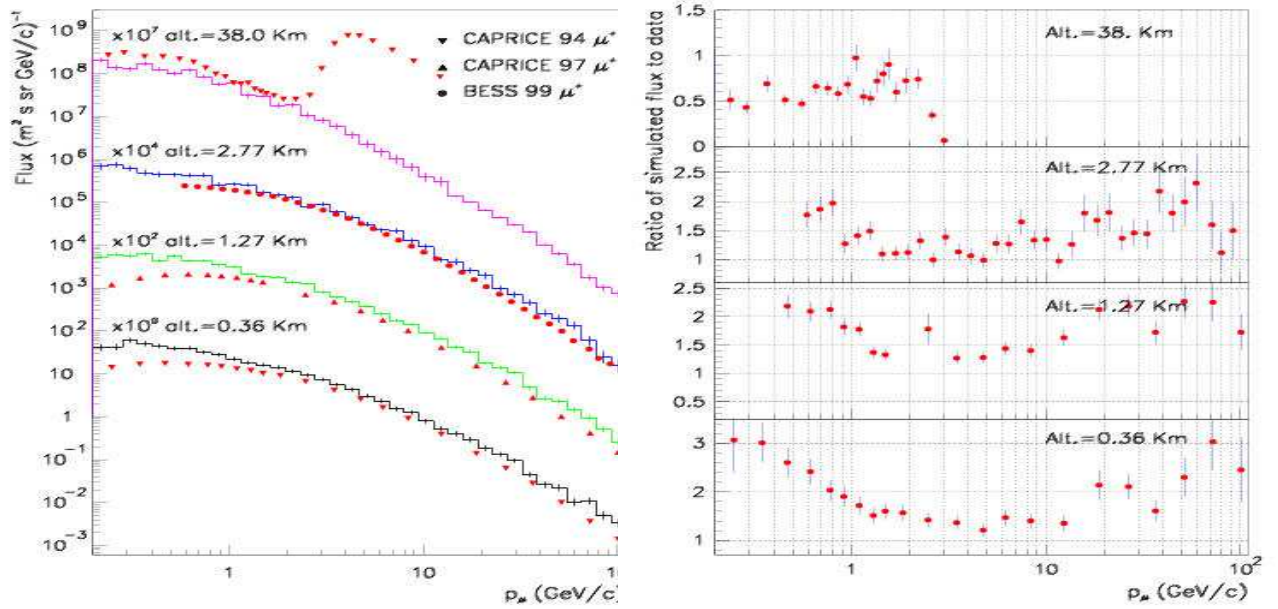 Flux (m² s sr GeV/c)⁻¹
10⁹
10⁸
10⁷
10⁶
10⁵
10⁴
10³
10²
10
1
10⁻¹
10⁻²
10⁻³
x10⁷ alt.=38.0 Km
x10⁴ alt.=2.77 Km
x10² alt.=1.27 Km
x10⁰ alt.=0.36 Km
CAPRICE 94 μ⁺
CAPRICE 97 μ⁺
BESS 99 μ⁺
1
10
p_μ (GeV/c)
Ratio of simulated flux to data
1.5
1
0.5
0
Alt.=38. Km
2.5
2
1.5
1
Alt.=2.77 Km
2.5
2
1.5
1
0.5
Alt.=1.27 Km
3
2
1
Alt.=0.36 Km
1
10
10²
p_μ (GeV/c)